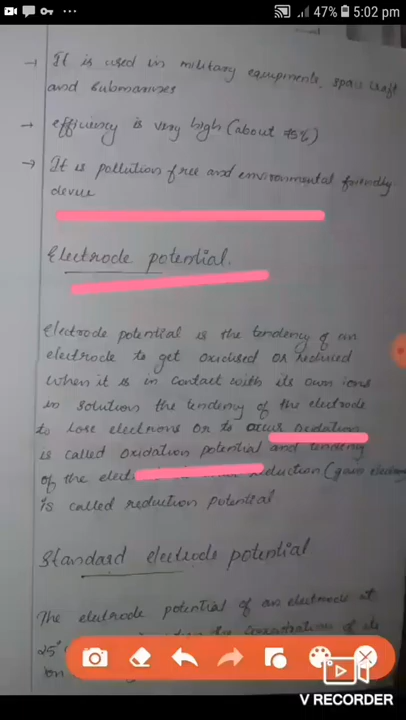 47% 5:02 pm
→ It is used in military equipments, space craft
and submarines
→ efficiency is very high (about 75%)
→ It is pollution free and environmental friendly
device
Electrode potential.
Electrode potential is the tendency of an
electrode to get oxidised or reduced
when it is in contact with its own ions
in solution the tendency of the electrode
to lose electrons or to occur oxidation
is called oxidation potential and tendency
of the reduction (gain
is called reduction potential
Standard electrode potential
The electrode potential of an electrode at
25° concentration of
ion
V RECORDER